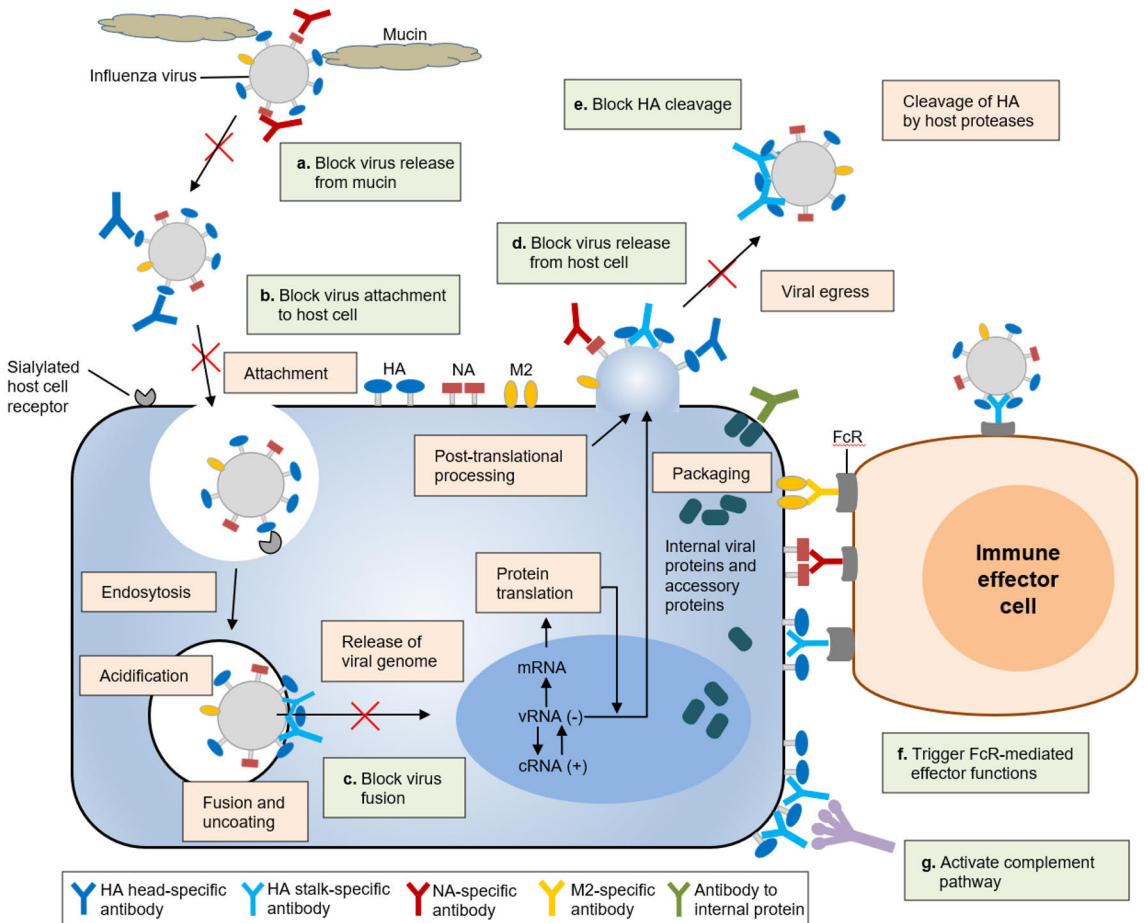 Mucin
Influenza virus
a. Block virus release
from mucin
e. Block HA cleavage
Cleavage of HA
by host proteases
d. Block virus release
from host cell
Viral egress
b. Block virus attachment
to host cell
Sialylated
host cell
receptor
Attachment
HA
NA
M2
Post-translational
processing
Packaging
FcR
Internal viral
proteins and
accessory
proteins
Immune
effector
cell
Endosytosis
Protein
translation
Acidification
Release of
viral genome
mRNA
vRNA (-)
cRNA (+)
c. Block virus
fusion
Fusion and
uncoating
f. Trigger FcR-mediated
effector functions
g. Activate complement
pathway
HA head-specific
antibody
HA stalk-specific
antibody
NA-specific
antibody
M2-specific
antibody
Antibody to
internal protein